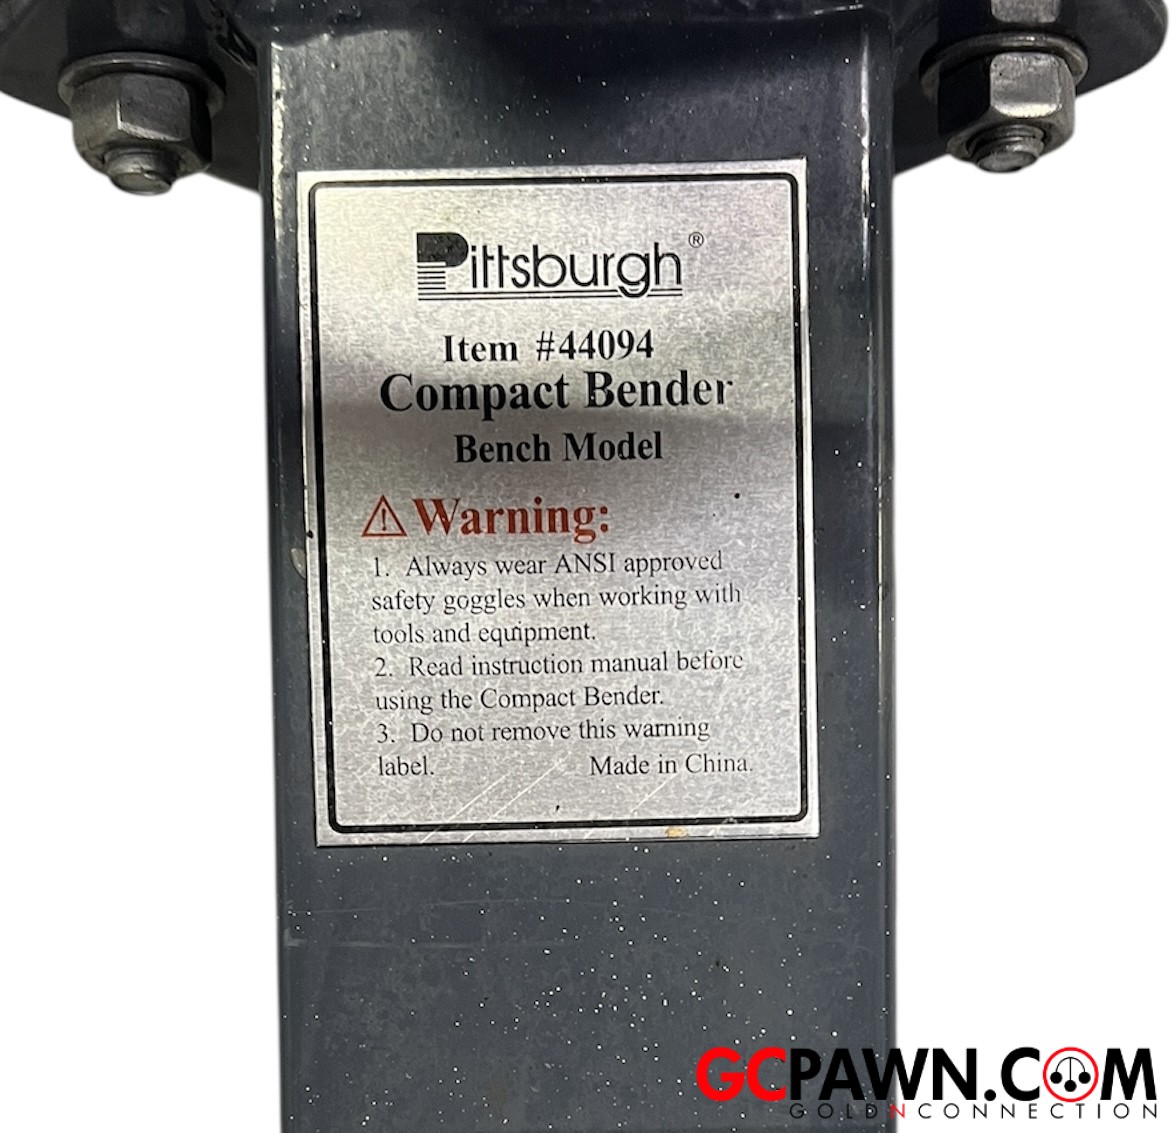 Pittsburgh®
Item #44094
Compact Bender
Bench Model
⚠ Warning:
1. Always wear ANSI approved
safety goggles when working with
tools and equipment.
2. Read instruction manual before
using the Compact Bender.
3. Do not remove this warning
label. Made in China.
GCPAWN.COM
GOLDNCONNECTION